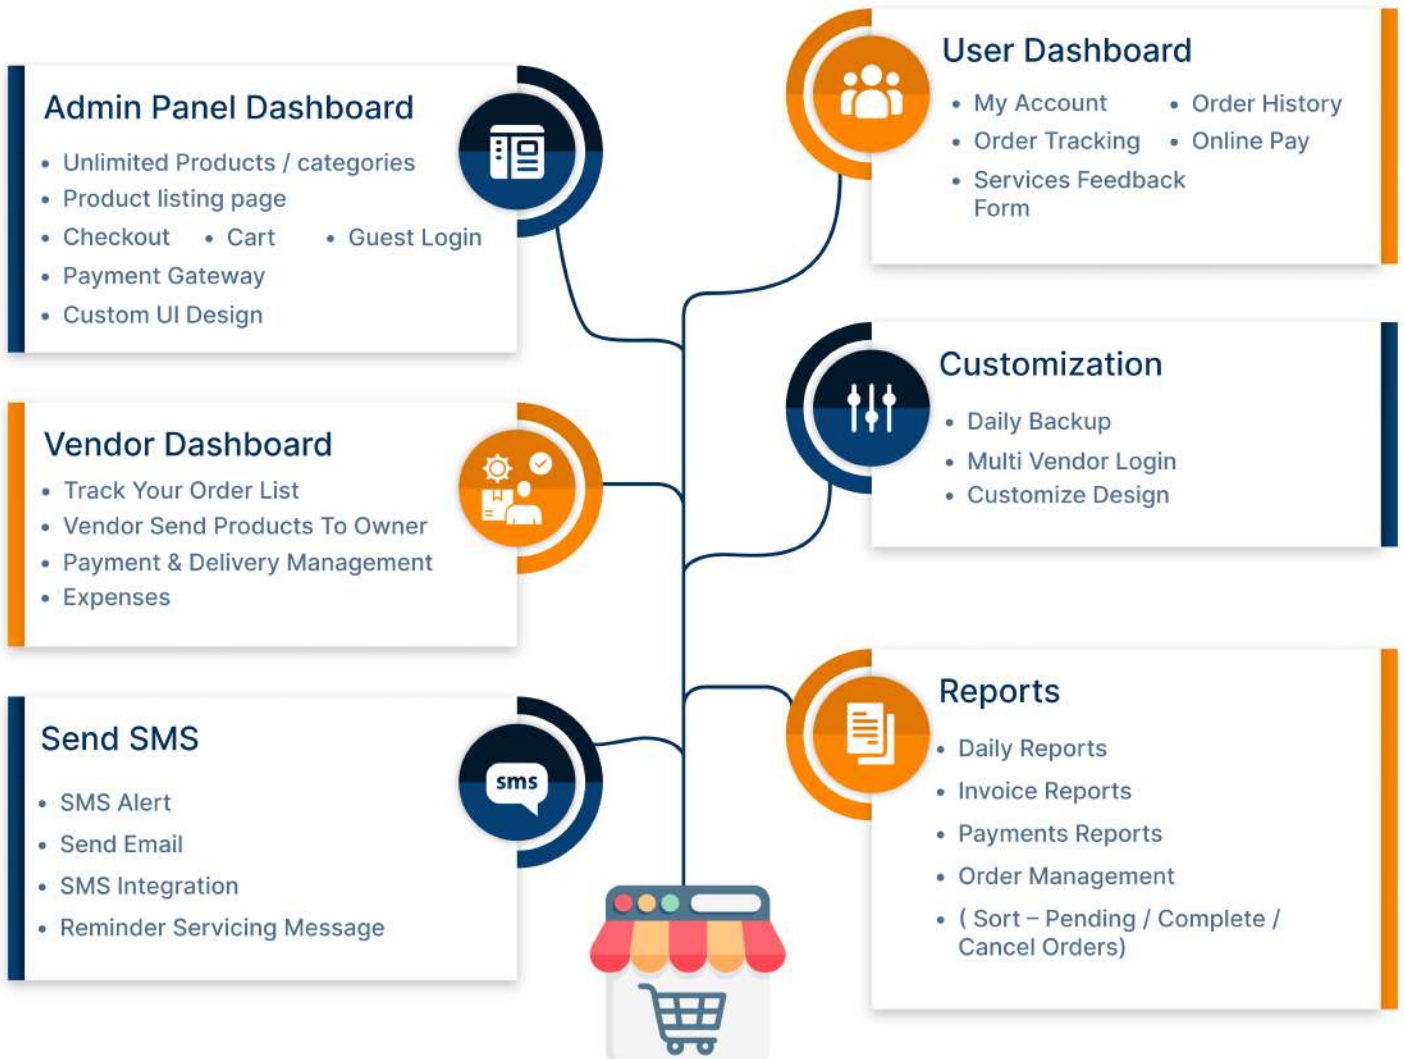 Admin Panel Dashboard
• Unlimited Products / categories
• Product listing page
• Checkout • Cart • Guest Login
• Payment Gateway
• Custom UI Design
Vendor Dashboard
• Track Your Order List
• Vendor Send Products To Owner
• Payment & Delivery Management
• Expenses
Send SMS
sms
• SMS Alert
• Send Email
• SMS Integration
• Reminder Servicing Message
User Dashboard
• My Account • Order History
• Order Tracking • Online Pay
• Services Feedback
Form
Customization
• Daily Backup
• Multi Vendor Login
• Customize Design
Reports
• Daily Reports
• Invoice Reports
• Payments Reports
• Order Management
• ( Sort – Pending / Complete /
Cancel Orders)